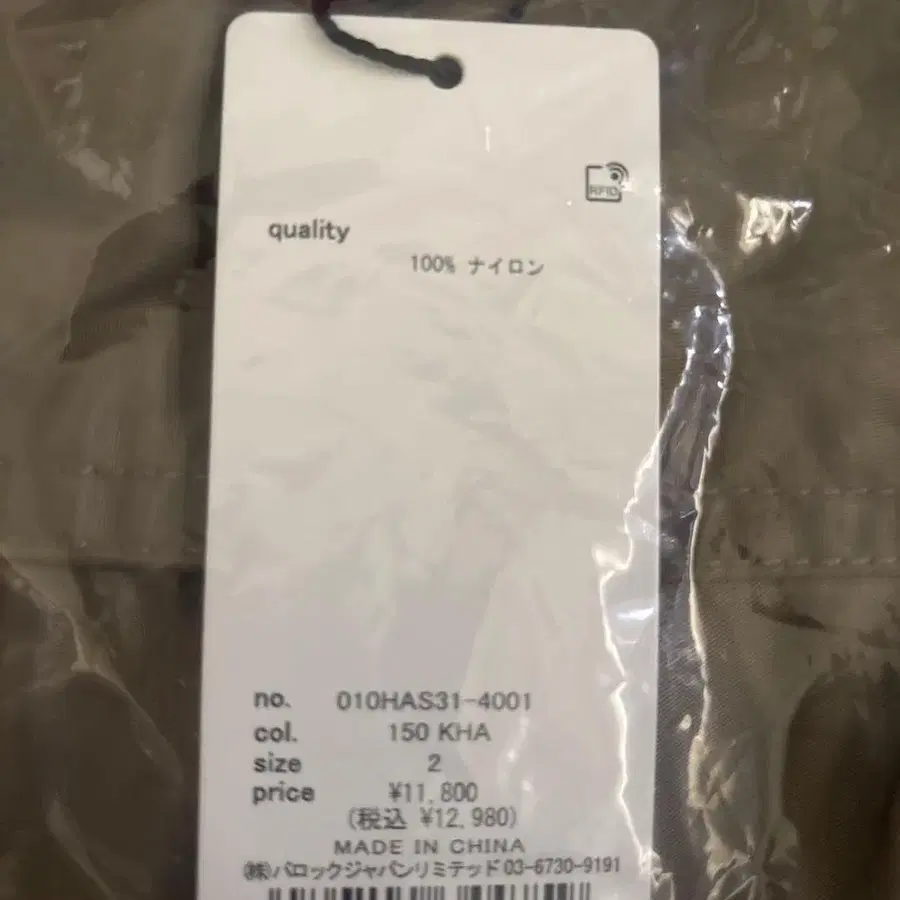 RFID
quality
100% ナイロン
no. 010HAS31-4001
col. 150 KHA
size 2
price ¥11,800
(税込 ¥12,980)
MADE IN CHINA
㈱バロックジャパンリミテッド 03-6730-9191